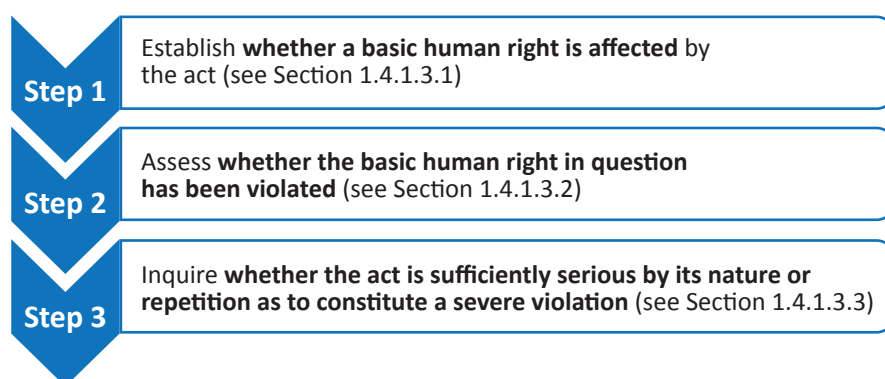 Step 1
Establish whether a basic human right is affected by
the act (see Section 1.4.1.3.1)
Step 2
Assess whether the basic human right in question
has been violated (see Section 1.4.1.3.2)
Step 3
Inquire whether the act is sufficiently serious by its nature or
repetition as to constitute a severe violation (see Section 1.4.1.3.3)